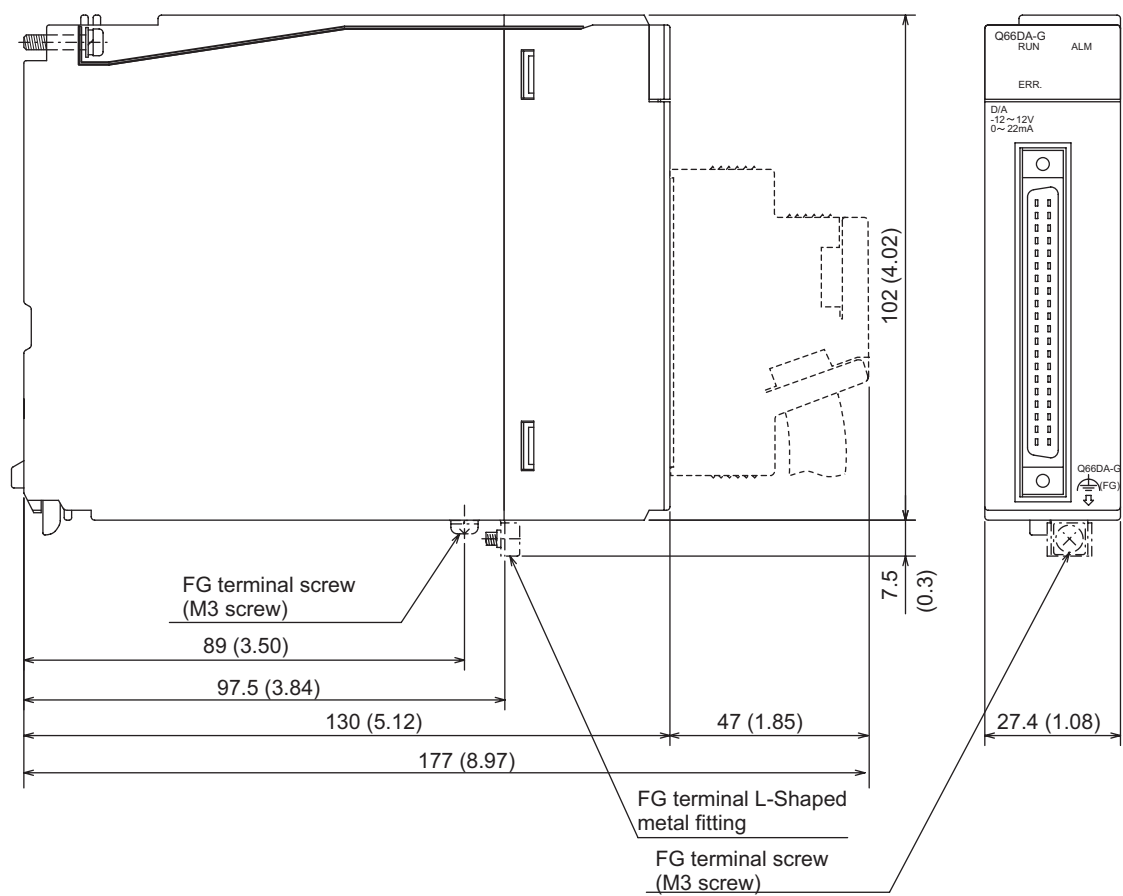 Q66DA-G
RUN ALM
ERR.
D/A
-12～12V
0～22mA
102 (4.02)
Q66DA-G
(FG)
FG terminal screw
(M3 screw)
7.5
(0.3)
89 (3.50)
97.5 (3.84)
130 (5.12)
47 (1.85)
27.4 (1.08)
177 (8.97)
FG terminal L-Shaped
metal fitting
FG terminal screw
(M3 screw)